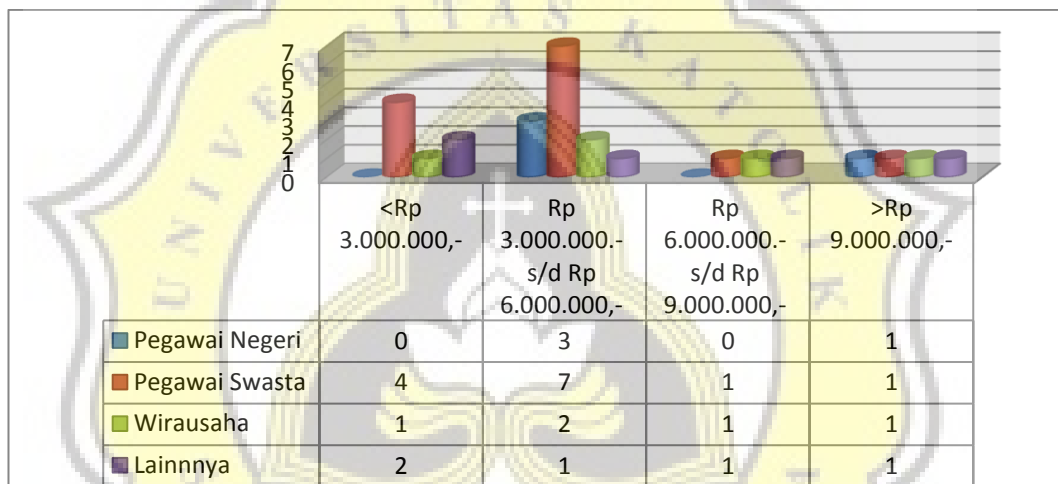 UNIVERSITAS KATOLIK
7
6
5
4
3
2
1
0
<Rp 3.000.000,-
Rp 3.000.000.- s/d Rp 6.000.000,-
Rp 6.000.000.- s/d Rp 9.000.000,-
>Rp 9.000.000,-
Pegawai Negeri 0 3 0 1
Pegawai Swasta 4 7 1 1
Wirausaha 1 2 1 1
Lainnnya 2 1 1 1